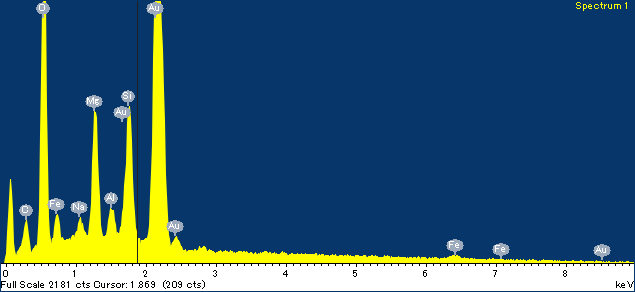 Spectrum 1
O Au
Mg Si
Au
O Fe Na Al
Au
Fe Fe Au
0 1 2 3 4 5 6 7 8
Full Scale 2181 cts Cursor: 1.869 (209 cts) keV